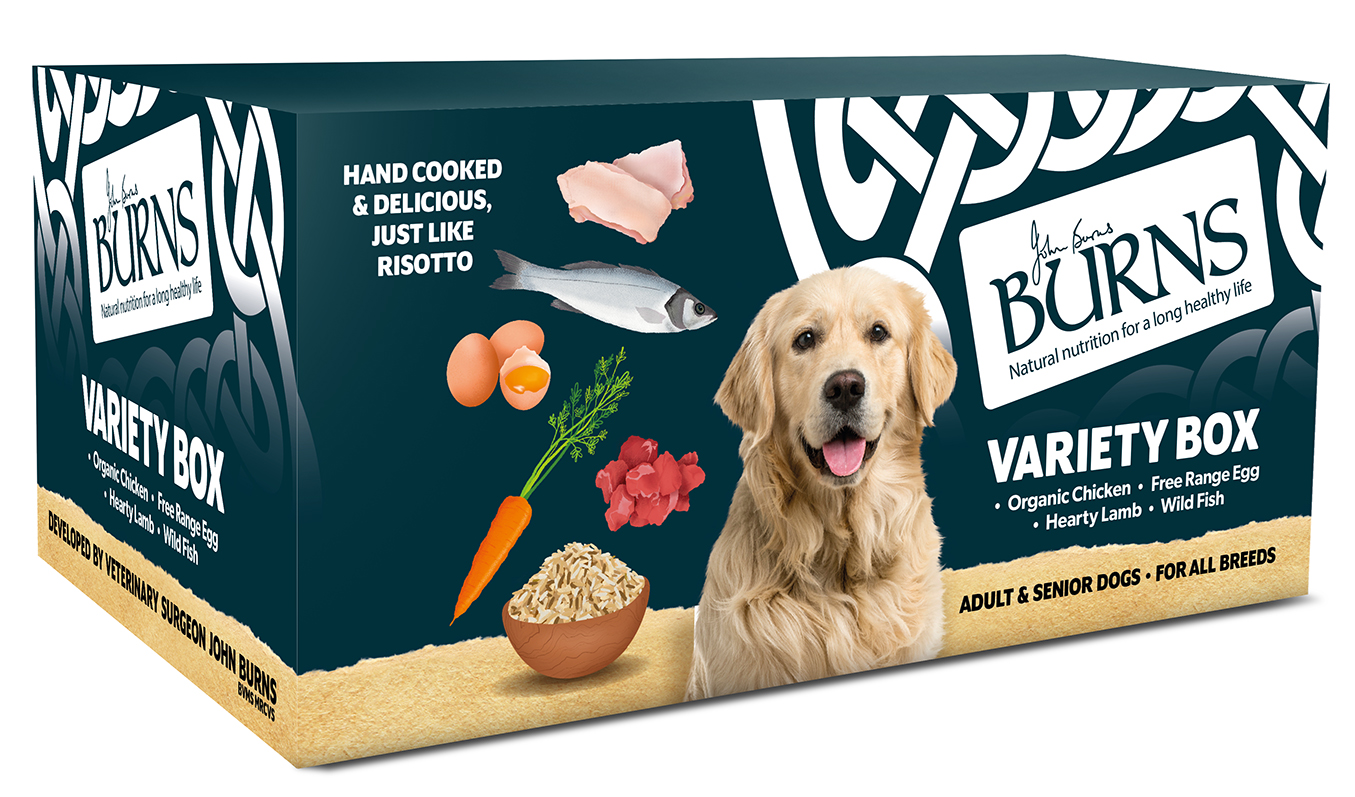 John Burns
BURNS
Natural nutrition for a long healthy life
VARIETY BOX
• Organic Chicken • Free Range Egg
• Hearty Lamb • Wild Fish
DEVELOPED BY VETERINARY SURGEON JOHN BURNS
BVMS MRCVS
HAND COOKED
& DELICIOUS,
JUST LIKE
RISOTTO
John Burns
BURNS
Natural nutrition for a long healthy life
VARIETY BOX
• Organic Chicken • Free Range Egg
• Hearty Lamb • Wild Fish
ADULT & SENIOR DOGS • FOR ALL BREEDS